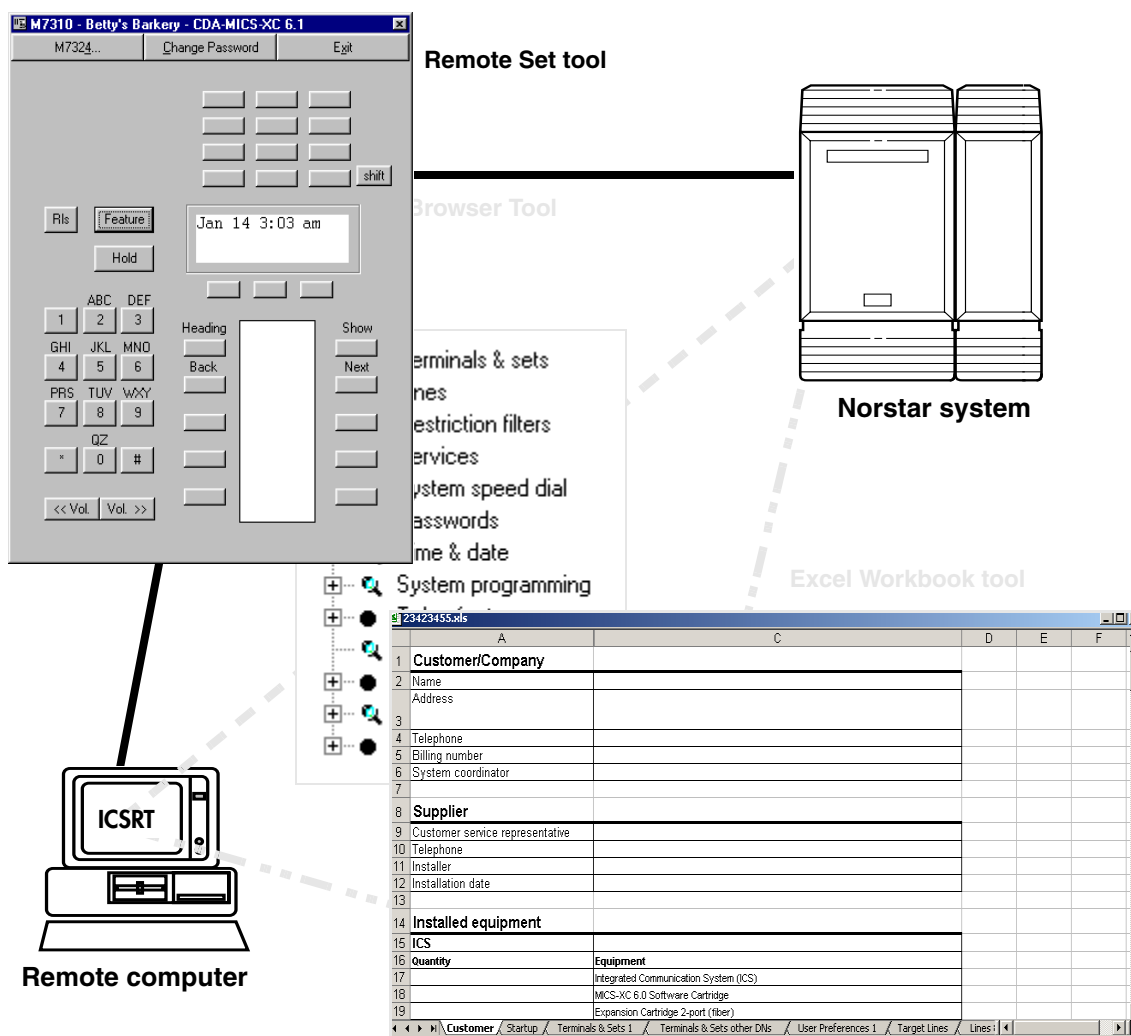 M7310 - Betty's Barkery - CDA-MICS-XC 6.1
M7324... Change Password Exit
Remote Set tool
shift
Browser Tool
Rls Feature
Jan 14 3:03 am
Hold
ABC DEF
1 2 3
GHI JKL MNO
4 5 6
PRS TUV WXY
7 8 9
QZ
* 0 #
<< Vol. Vol. >>
Heading Show
Back Next
Norstar system
erminals & sets
nes
estriction filters
ervices
ystem speed dial
asswords
ime & date
System programming
Excel Workbook tool
23423455.xls
A C D E F
1 Customer/Company
2 Name
3 Address
4 Telephone
5 Billing number
6 System coordinator
7
8 Supplier
9 Customer service representative
10 Telephone
11 Installer
12 Installation date
13
14 Installed equipment
15 ICS
16 Quantity Equipment
17 Integrated Communication System (ICS)
18 MICS-XC 6.0 Software Cartridge
19 Expansion Cartridge 2-port (fiber)
Customer Startup Terminals & Sets 1 Terminals & Sets other DNs User Preferences 1 Target Lines Lines
ICSRT
Remote computer